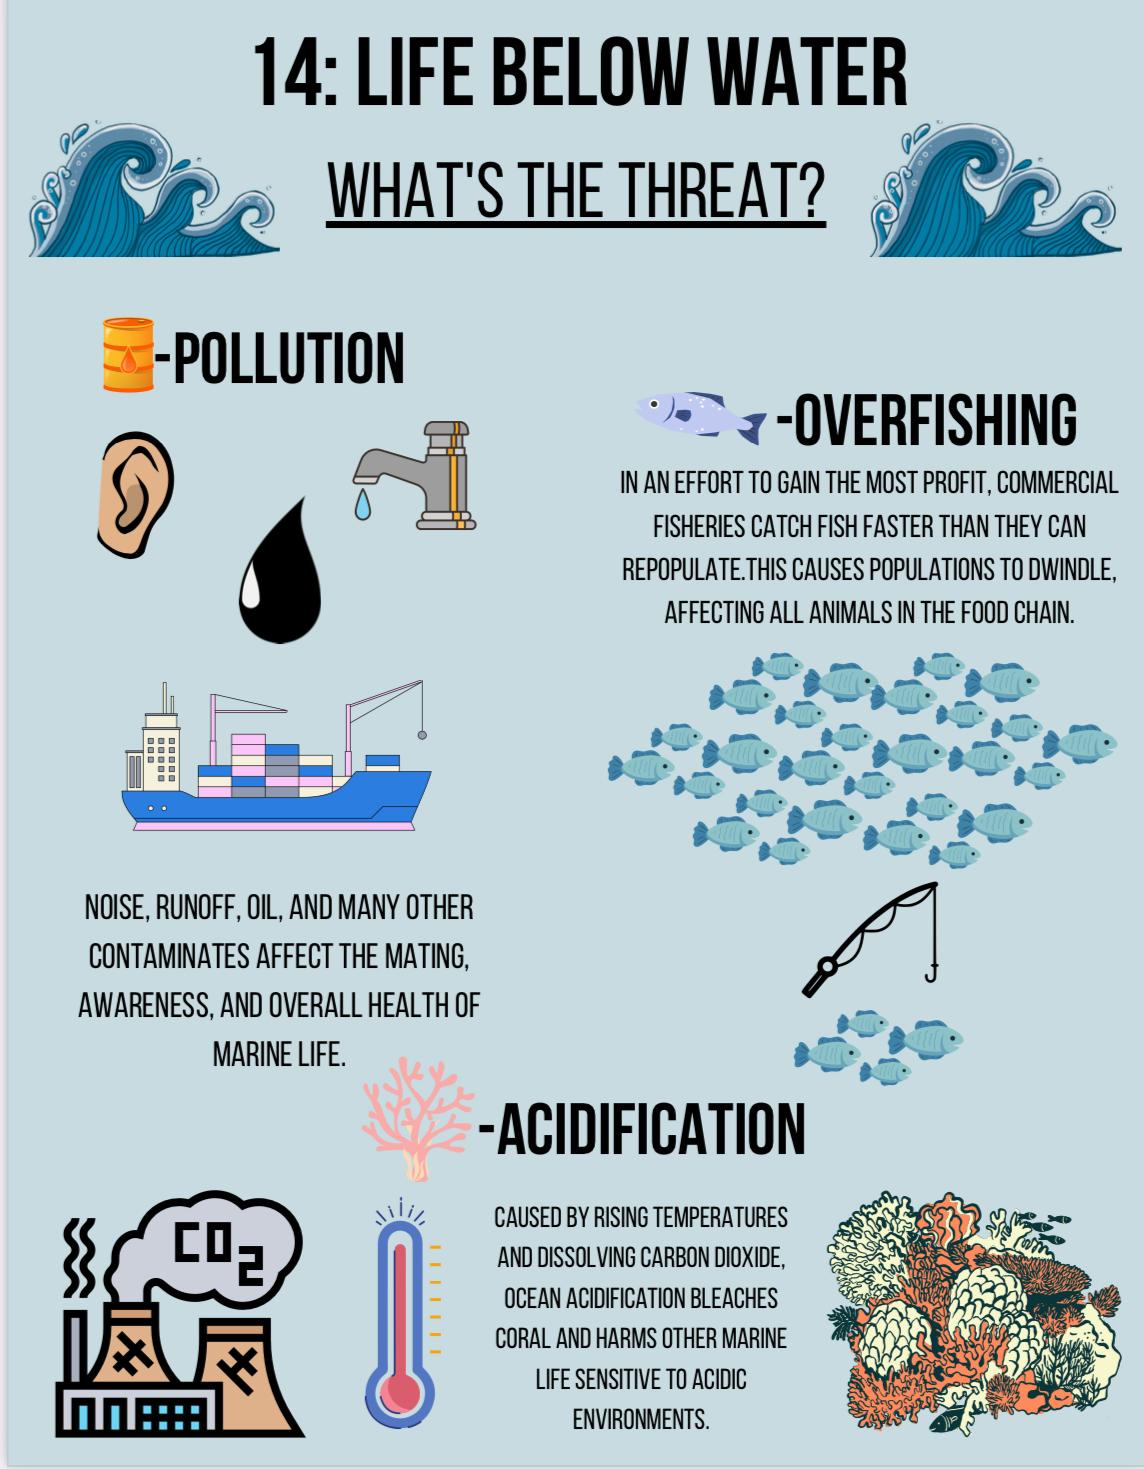 14: LIFE BELOW WATER
WHAT'S THE THREAT?
-POLLUTION
NOISE, RUNOFF, OIL, AND MANY OTHER
CONTAMINATES AFFECT THE MATING,
AWARENESS, AND OVERALL HEALTH OF
MARINE LIFE.
-OVERFISHING
IN AN EFFORT TO GAIN THE MOST PROFIT, COMMERCIAL
FISHERIES CATCH FISH FASTER THAN THEY CAN
REPOPULATE.THIS CAUSES POPULATIONS TO DWINDLE,
AFFECTING ALL ANIMALS IN THE FOOD CHAIN.
-ACIDIFICATION
CO2
CAUSED BY RISING TEMPERATURES
AND DISSOLVING CARBON DIOXIDE,
OCEAN ACIDIFICATION BLEACHES
CORAL AND HARMS OTHER MARINE
LIFE SENSITIVE TO ACIDIC
ENVIRONMENTS.